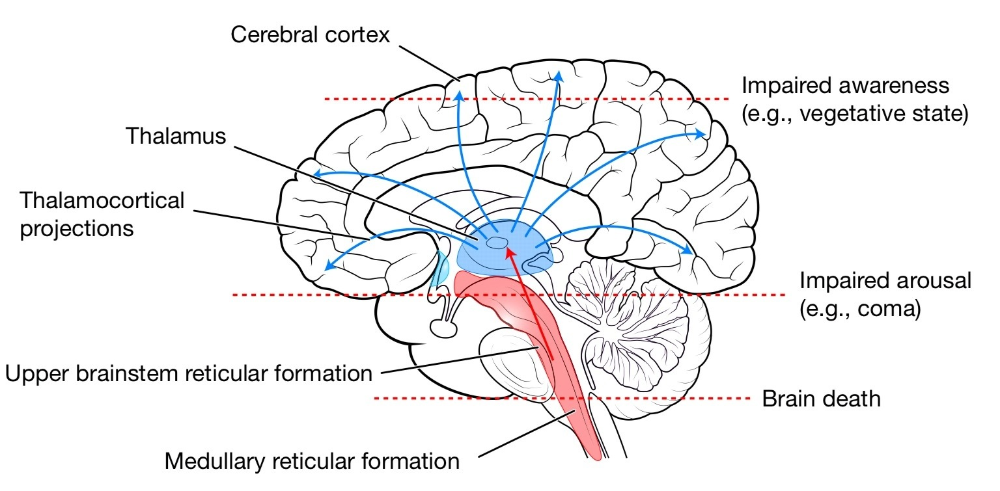 Cerebral cortex
Impaired awareness
(e.g., vegetative state)
Thalamus
Thalamocortical
projections
Impaired arousal
(e.g., coma)
Upper brainstem reticular formation
Brain death
Medullary reticular formation